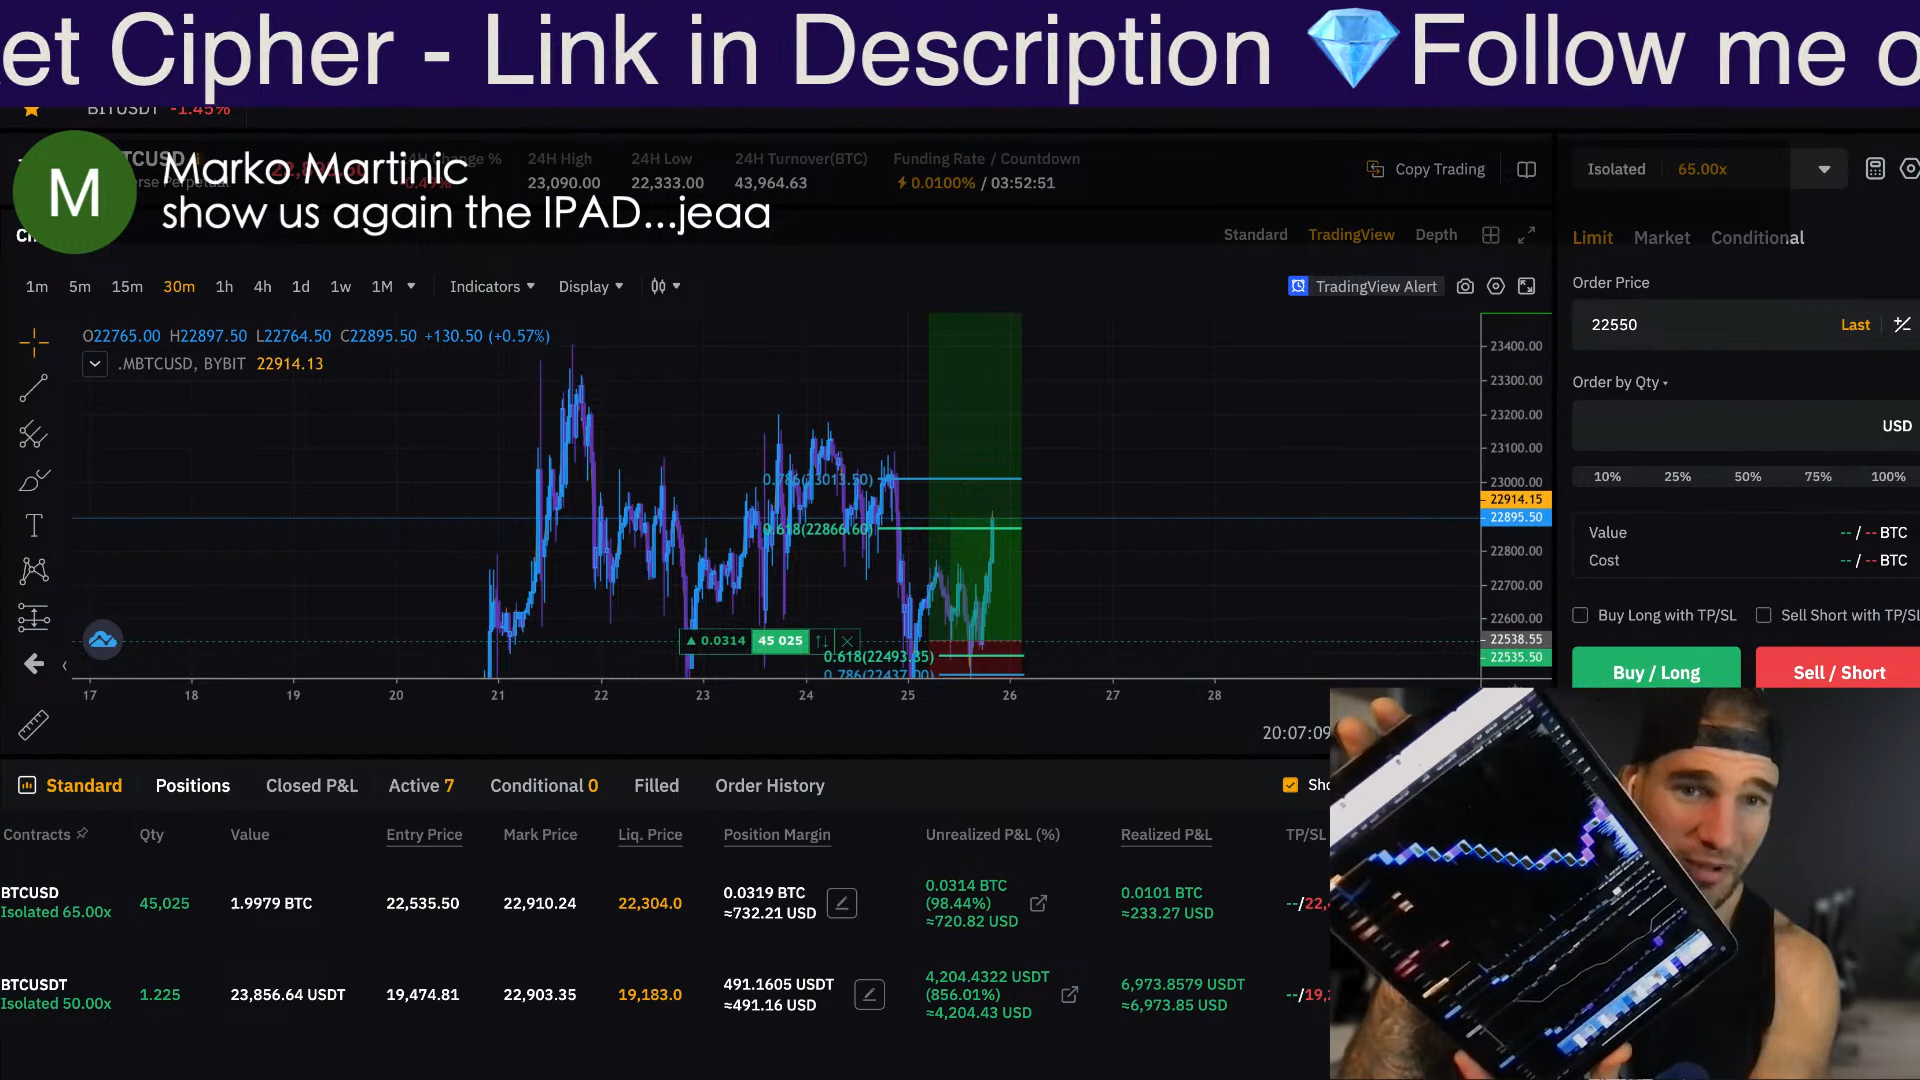 et Cipher - Link in Description 💎Follow me o
BITUSDT -1.45%
M
Marko Martinic
show us again the IPAD...jeaa
24H High
23,090.00
24H Low
22,333.00
24H Turnover(BTC)
43,964.63
Funding Rate / Countdown
0.0100% / 03:52:51
Copy Trading
Isolated 65.00x
Standard TradingView Depth
Limit Market Conditional
1m 5m 15m 30m 1h 4h 1d 1w 1M Indicators Display
TradingView Alert
Order Price
22550 Last
O22765.00 H22897.50 L22764.50 C22895.50 +130.50 (+0.57%)
.MBTCUSD, BYBIT 22914.13
Order by Qty
USD
10% 25% 50% 75% 100%
Value -- / -- BTC
Cost -- / -- BTC
Buy Long with TP/SL Sell Short with TP/SL
Buy / Long Sell / Short
23400.00
23300.00
23200.00
23100.00
23000.00
22914.15
22895.50
22800.00
22700.00
22600.00
22538.55
22535.50
0.786(23013.50)
0.618(22866.60)
0.0314 45 025
0.618(22493.35)
0.786(22437.00)
17 18 19 20 21 22 23 24 25 26 27 28
20:07:09
Standard Positions Closed P&L Active 7 Conditional 0 Filled Order History
Contracts Qty Value Entry Price Mark Price Liq. Price Position Margin Unrealized P&L (%) Realized P&L TP/SL
BTCUSD
Isolated 65.00x
45,025 1.9979 BTC 22,535.50 22,910.24 22,304.0
0.0319 BTC
≈732.21 USD
0.0314 BTC
(98.44%)
≈720.82 USD
0.0101 BTC
≈233.27 USD
BTCUSDT
Isolated 50.00x
1.225 23,856.64 USDT 19,474.81 22,903.35 19,183.0
491.1605 USDT
≈491.16 USD
4,204.4322 USDT
(856.01%)
≈4,204.43 USD
6,973.8579 USDT
≈6,973.85 USD